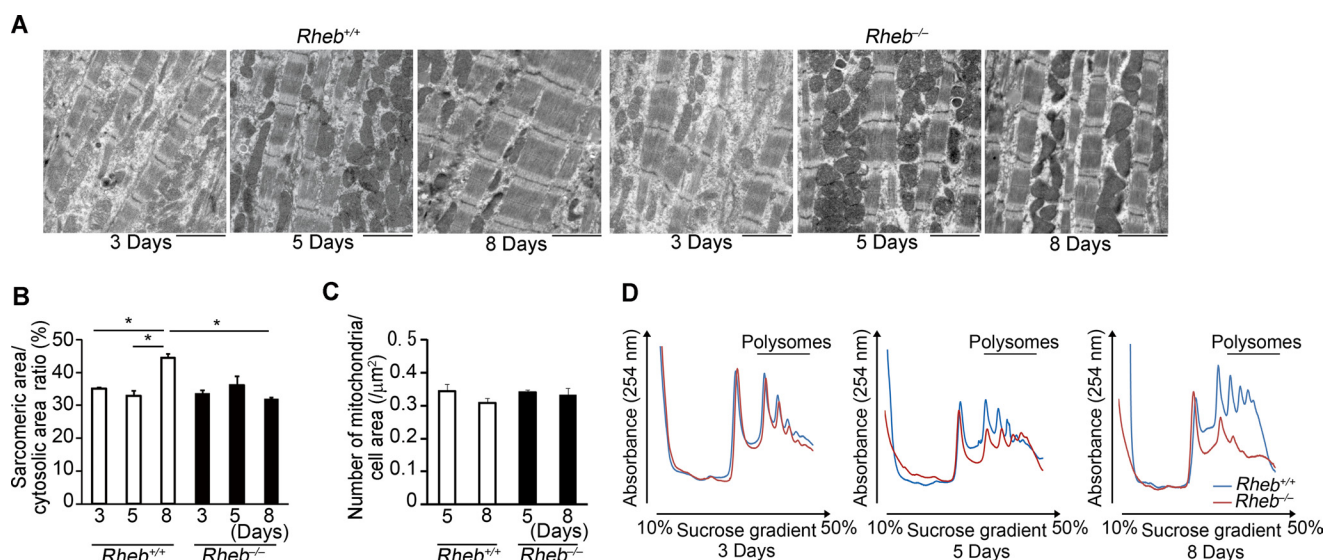 A
Rheb+/+
Rheb–/–
3 Days
5 Days
8 Days
3 Days
5 Days
8 Days
B
Sarcomeric area/
cytosolic area ratio (%)
50
40
30
20
10
0
*
*
*
3 5 8 3 5 8
(Days)
Rheb+/+ Rheb–/–
C
Number of mitochondria/
cell area (/µm2)
0. 5
0.4
0.3
0.2
0.1
0
5 8 5 8
(Days)
Rheb+/+ Rheb–/–
D
Absorbance (254 nm)
Polysomes
10% Sucrose gradient 50%
3 Days
Absorbance (254 nm)
Polysomes
10% Sucrose gradient 50%
5 Days
Absorbance (254 nm)
Polysomes
Rheb+/+
Rheb–/–
10% Sucrose gradient 50%
8 Days